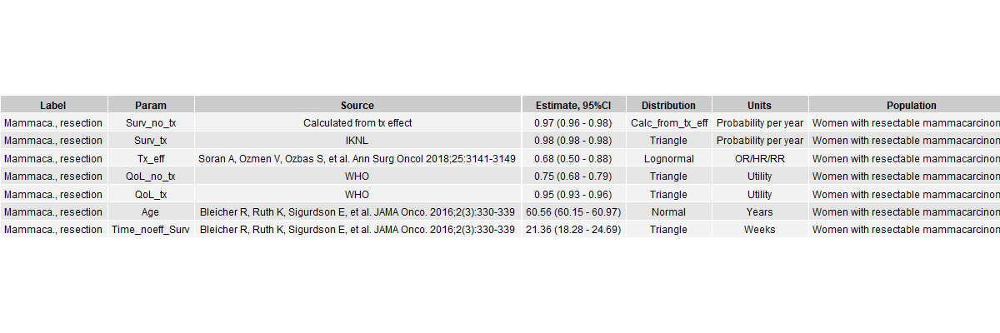 Label Param Source Estimate, 95%CI Distribution Units Population
Mammaca., resection Surv_no_tx Calculated from tx effect 0.97 (0.96 - 0.98) Calc_from_tx_eff Probability per year Women with resectable mammacarcinon
Mammaca., resection Surv_tx IKNL 0.98 (0.98 - 0.98) Triangle Probability per year Women with resectable mammacarcinon
Mammaca., resection Tx_eff Soran A, Ozmen V, Ozbas S, et al. Ann Surg Oncol 2018;25:3141-3149 0.68 (0.50 - 0.88) Lognormal OR/HR/RR Women with resectable mammacarcinon
Mammaca., resection QoL_no_tx WHO 0.75 (0.68 - 0.79) Triangle Utility Women with resectable mammacarcinon
Mammaca., resection QoL_tx WHO 0.95 (0.93 - 0.96) Triangle Utility Women with resectable mammacarcinon
Mammaca., resection Age Bleicher R, Ruth K, Sigurdson E, et al. JAMA Onco. 2016;2(3):330-339 60.56 (60.15 - 60.97) Normal Years Women with resectable mammacarcinon
Mammaca., resection Time_noeff_Surv Bleicher R, Ruth K, Sigurdson E, et al. JAMA Onco. 2016;2(3):330-339 21.36 (18.28 - 24.69) Triangle Weeks Women with resectable mammacarcinon